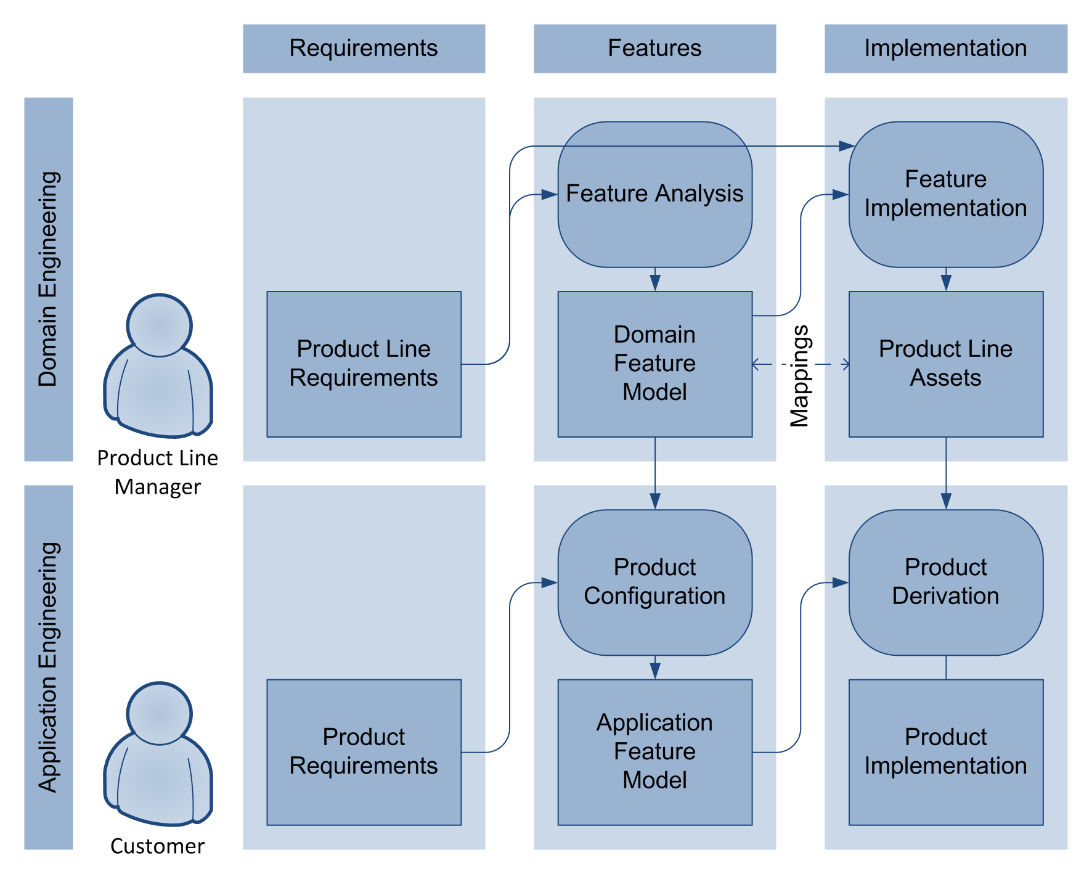 Requirements
Features
Implementation
Domain Engineering
Feature Analysis
Feature
Implementation
Product Line
Requirements
Domain
Feature
Model
Mappings
Product Line
Assets
Product Line
Manager
Application Engineering
Product
Configuration
Product
Derivation
Product
Requirements
Application
Feature
Model
Product
Implementation
Customer